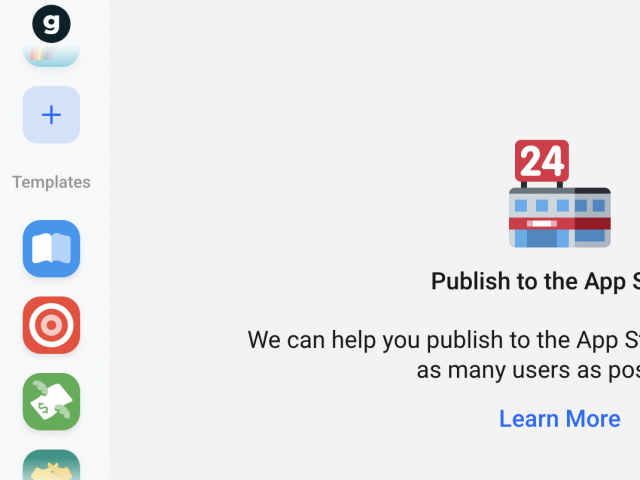 g
Templates
24
Publish to the App S
We can help you publish to the App St
as many users as pos
Learn More